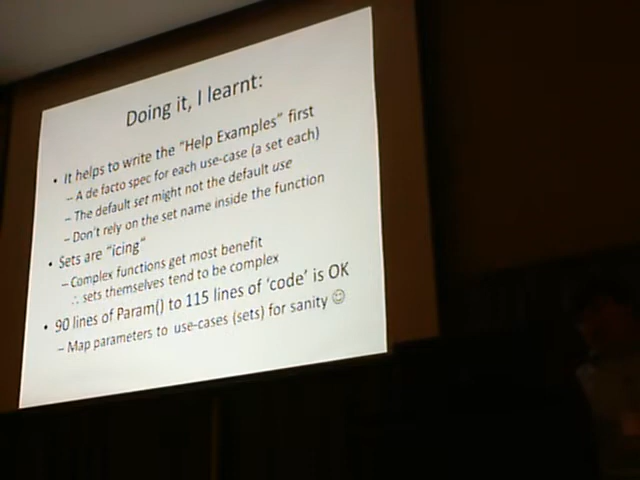 Doing it, I learnt:
• It helps to write the "Help Examples" first
– A de facto spec for each use-case (a set each)
– The default set might not the default use
– Don't rely on the set name inside the function
• Sets are "icing"
– Complex functions get most benefit
∴ sets themselves tend to be complex
• 90 lines of Param() to 115 lines of 'code' is OK
– Map parameters to use-cases (sets) for sanity ☺